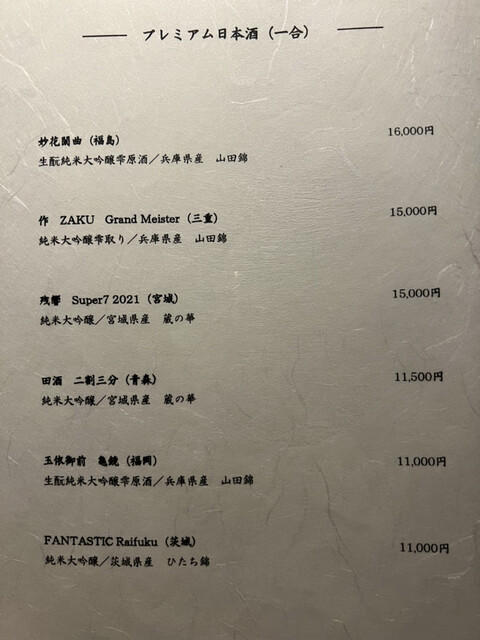 プレミアム日本酒（一合）
妙花闌曲（福島） 16,000円
生酛純米大吟醸雫原酒／兵庫県産 山田錦
作 ZAKU Grand Meister（三重） 15,000円
純米大吟醸雫取り／兵庫県産 山田錦
残響 Super7 2021（宮城） 15,000円
純米大吟醸／宮城県産 蔵の華
田酒 二割三分（青森） 11,500円
純米大吟醸／宮城県産 蔵の華
玉依御前 亀鏡（福岡） 11,000円
生酛純米大吟醸雫原酒／兵庫県産 山田錦
FANTASTIC Raifuku（茨城） 11,000円
純米大吟醸／茨城県産 ひたち錦